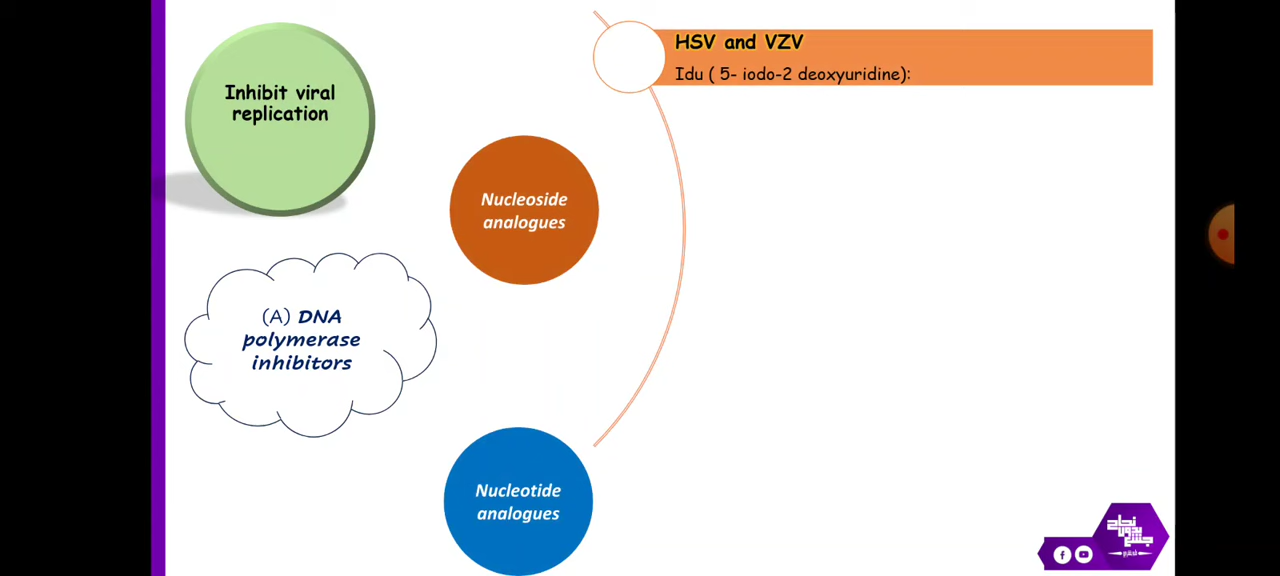 Inhibit viral
replication
(A) DNA
polymerase
inhibitors
Nucleoside
analogues
Nucleotide
analogues
HSV and VZV
Idu ( 5- iodo-2 deoxyuridine):